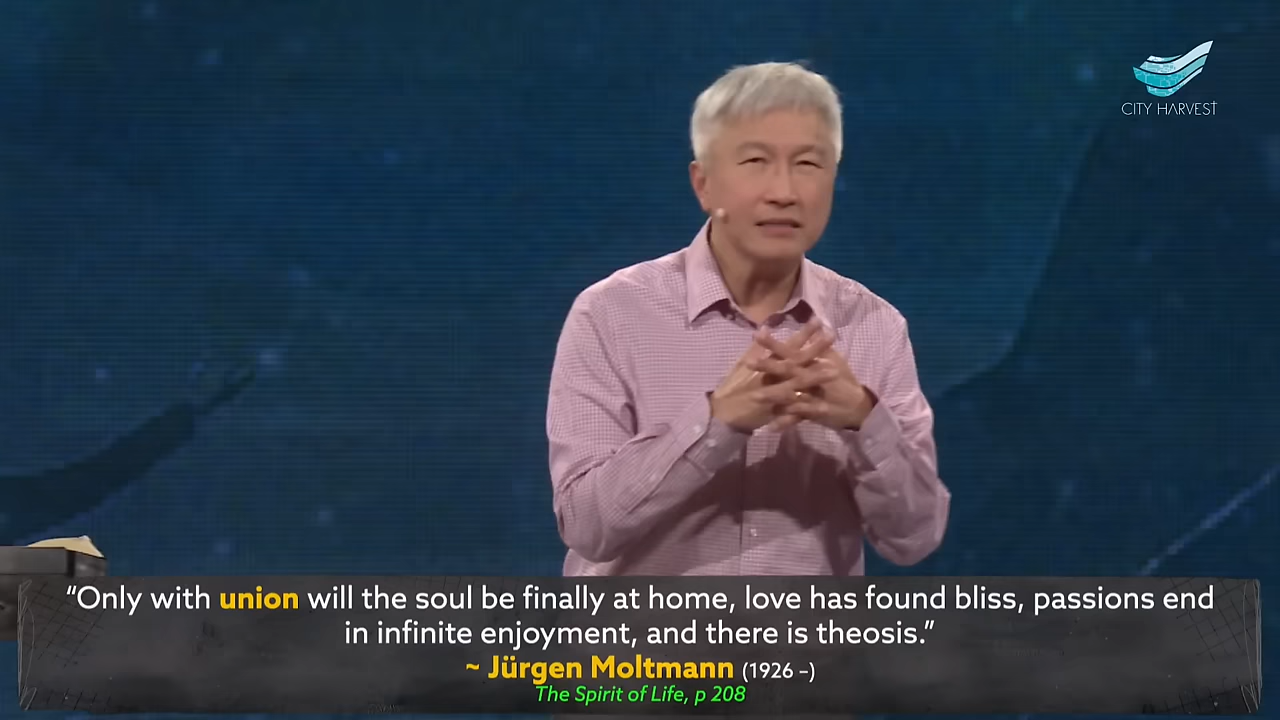 CITY HARVEST
“Only with union will the soul be finally at home, love has found bliss, passions end
in infinite enjoyment, and there is theosis.”
~ Jürgen Moltmann (1926 –)
The Spirit of Life, p 208